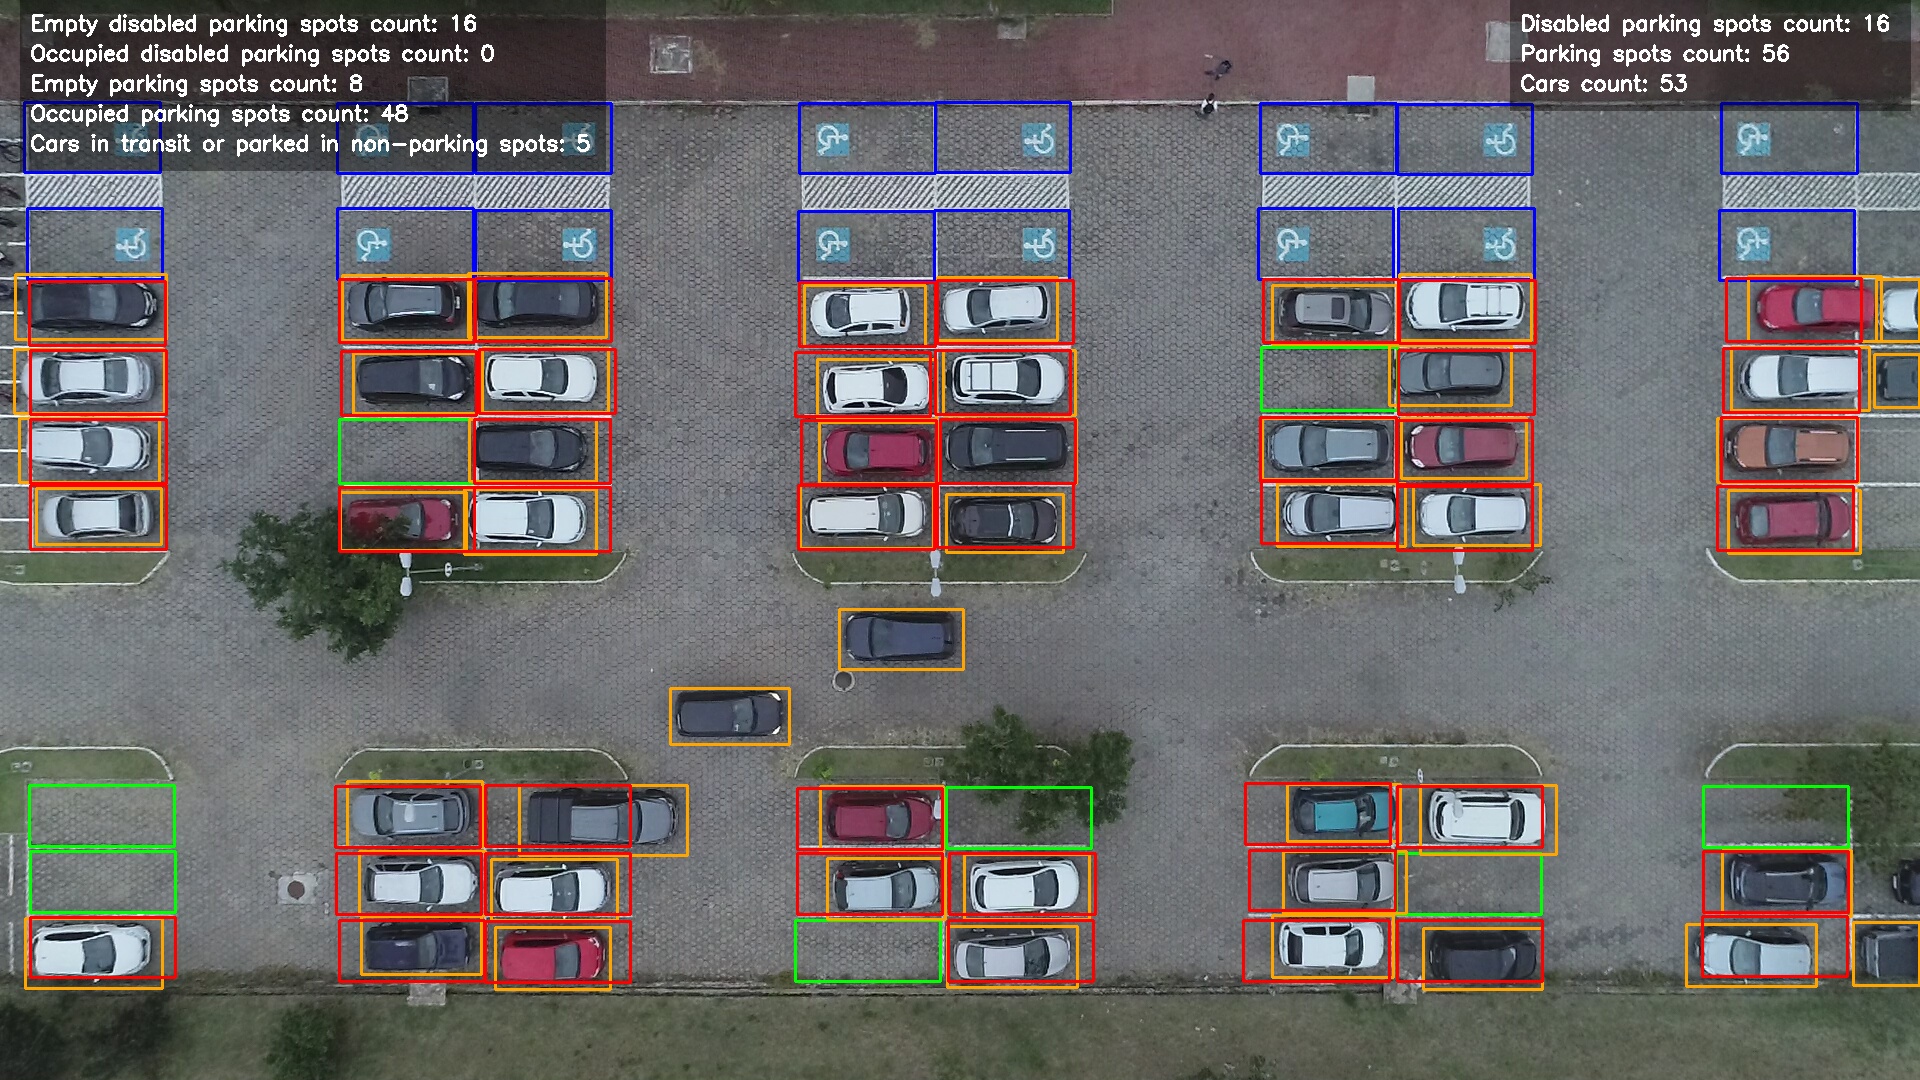 Empty disabled parking spots count: 16
Occupied disabled parking spots count: 0
Empty parking spots count: 8
Occupied parking spots count: 48
Cars in transit or parked in non-parking spots: 5
Disabled parking spots count: 16
Parking spots count: 56
Cars count: 53